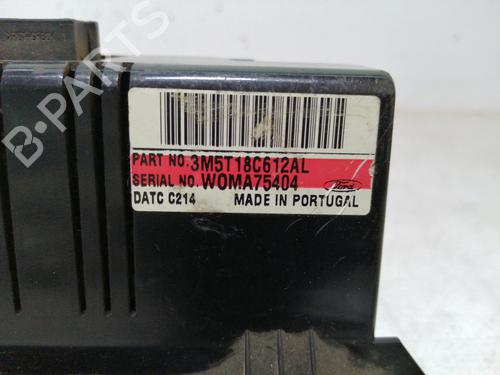 B-PARTS
PART NO. 3M5T18C612AL
SERIAL NO. WOMA75404
DATC C214 MADE IN PORTUGAL
Ford